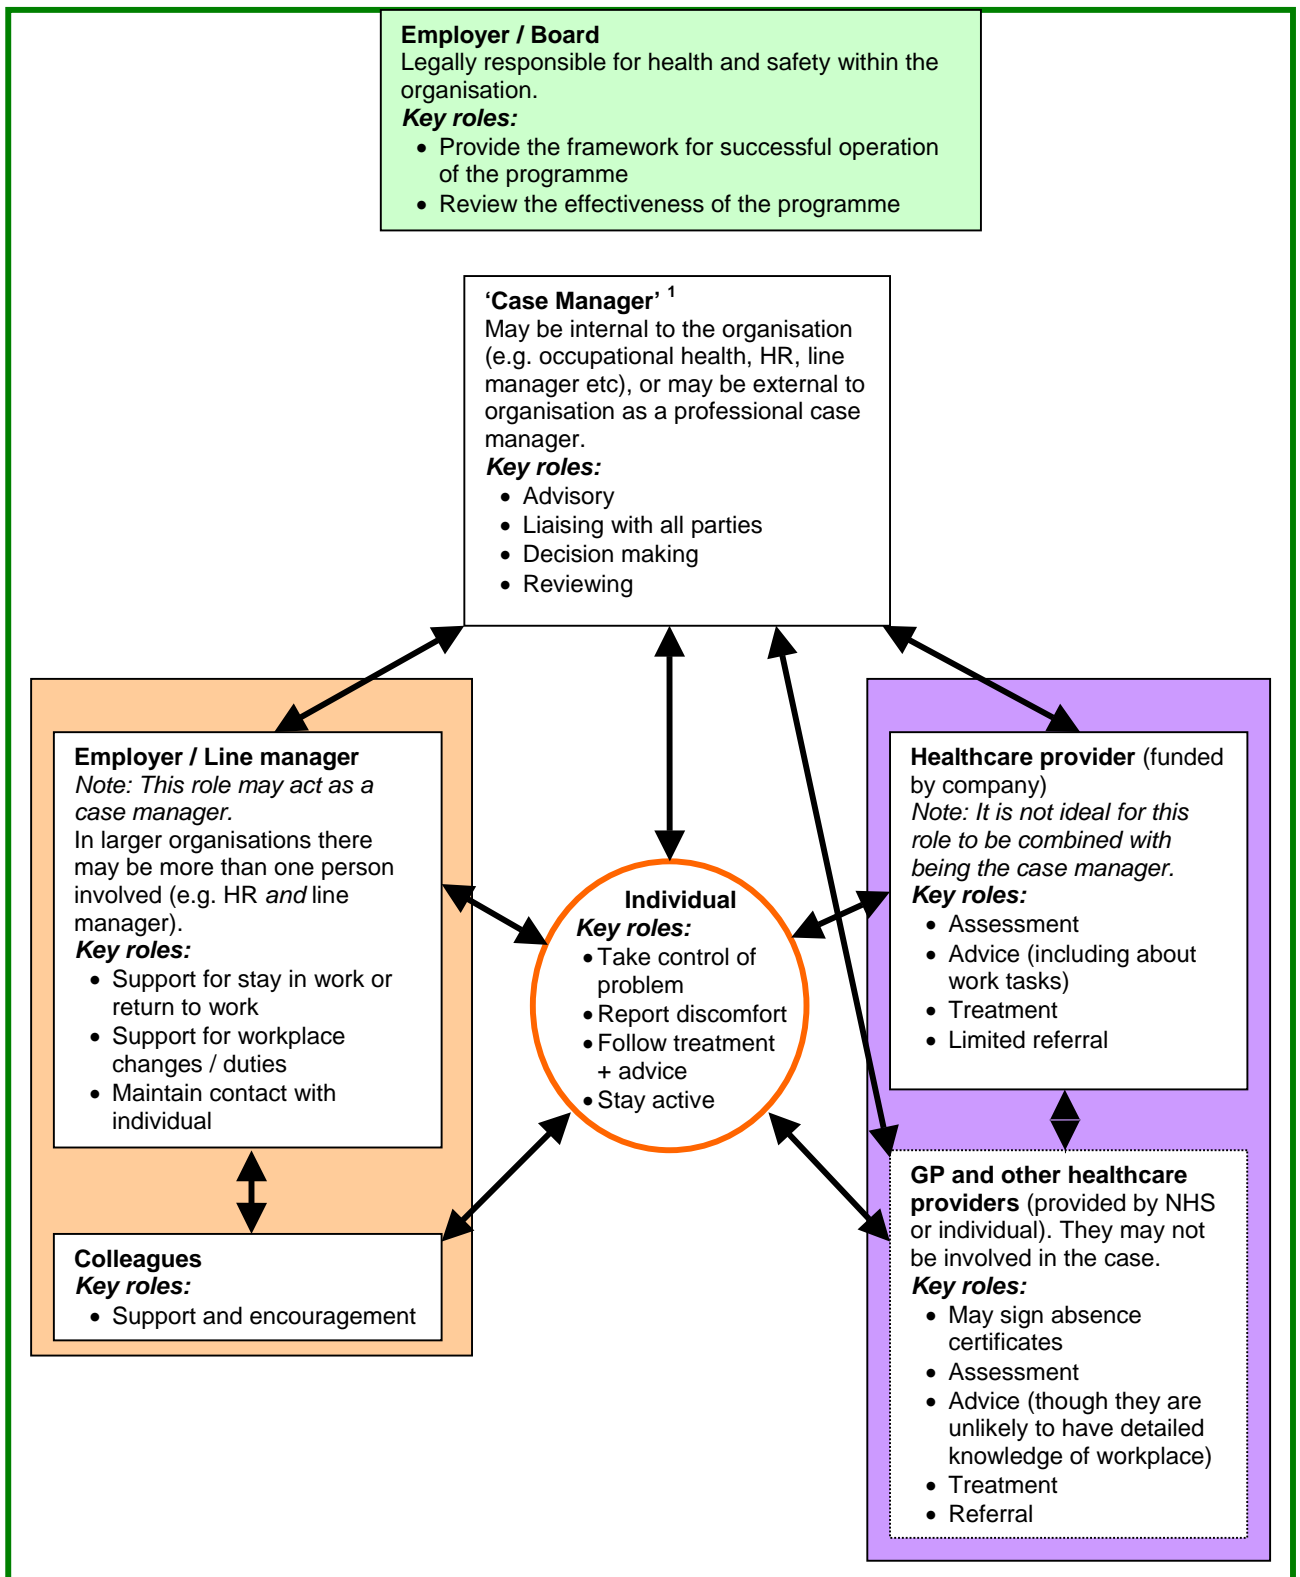 Employer / Board
Legally responsible for health and safety within the
organisation.
Key roles:
• Provide the framework for successful operation
of the programme
• Review the effectiveness of the programme
‘Case Manager’ 1
May be internal to the organisation
(e.g. occupational health, HR, line
manager etc), or may be external to
organisation as a professional case
manager.
Key roles:
• Advisory
• Liaising with all parties
• Decision making
• Reviewing
Employer / Line manager
Note: This role may act as a
case manager.
In larger organisations there
may be more than one person
involved (e.g. HR and line
manager).
Key roles:
• Support for stay in work or
return to work
• Support for workplace
changes / duties
• Maintain contact with
individual
Colleagues
Key roles:
• Support and encouragement
Individual
Key roles:
• Take control of
problem
• Report discomfort
• Follow treatment
+ advice
• Stay active
Healthcare provider (funded
by company)
Note: It is not ideal for this
role to be combined with
being the case manager.
Key roles:
• Assessment
• Advice (including about
work tasks)
• Treatment
• Limited referral
GP and other healthcare
providers (provided by NHS
or individual). They may not
be involved in the case.
Key roles:
• May sign absence
certificates
• Assessment
• Advice (though they are
unlikely to have detailed
knowledge of workplace)
• Treatment
• Referral